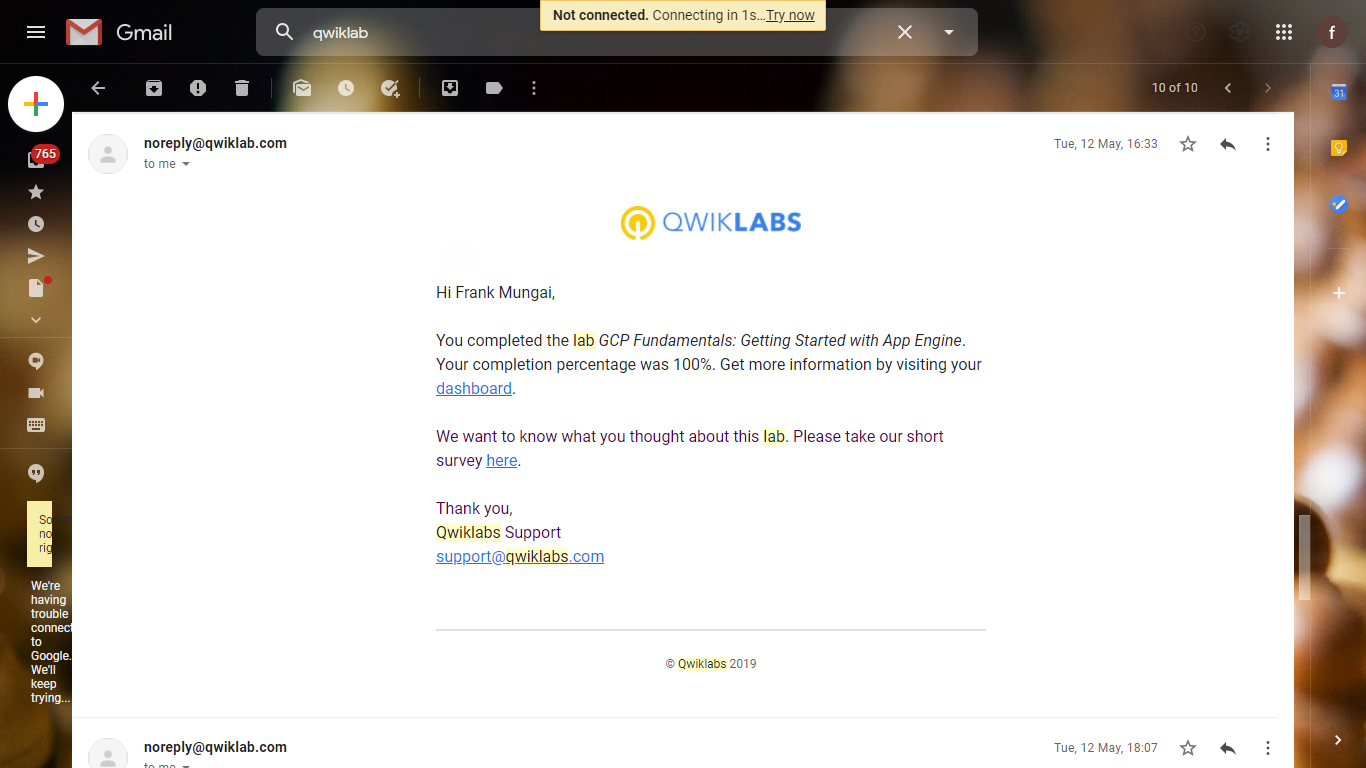 Not connected. Connecting in 1s...Try now
Gmail
qwiklab
f
10 of 10
31
765
noreply@qwiklab.com
Tue, 12 May, 16:33
to me
QWIKLABS
Hi Frank Mungai,
You completed the lab GCP Fundamentals: Getting Started with App Engine.
Your completion percentage was 100%. Get more information by visiting your
dashboard.
We want to know what you thought about this lab. Please take our short
survey here.
Thank you,
Qwiklabs Support
support@qwiklabs.com
© Qwiklabs 2019
no
We're
having
trouble
connect
to
Google.
We'll
keep
trying...
noreply@qwiklab.com
Tue, 12 May, 18:07
to me